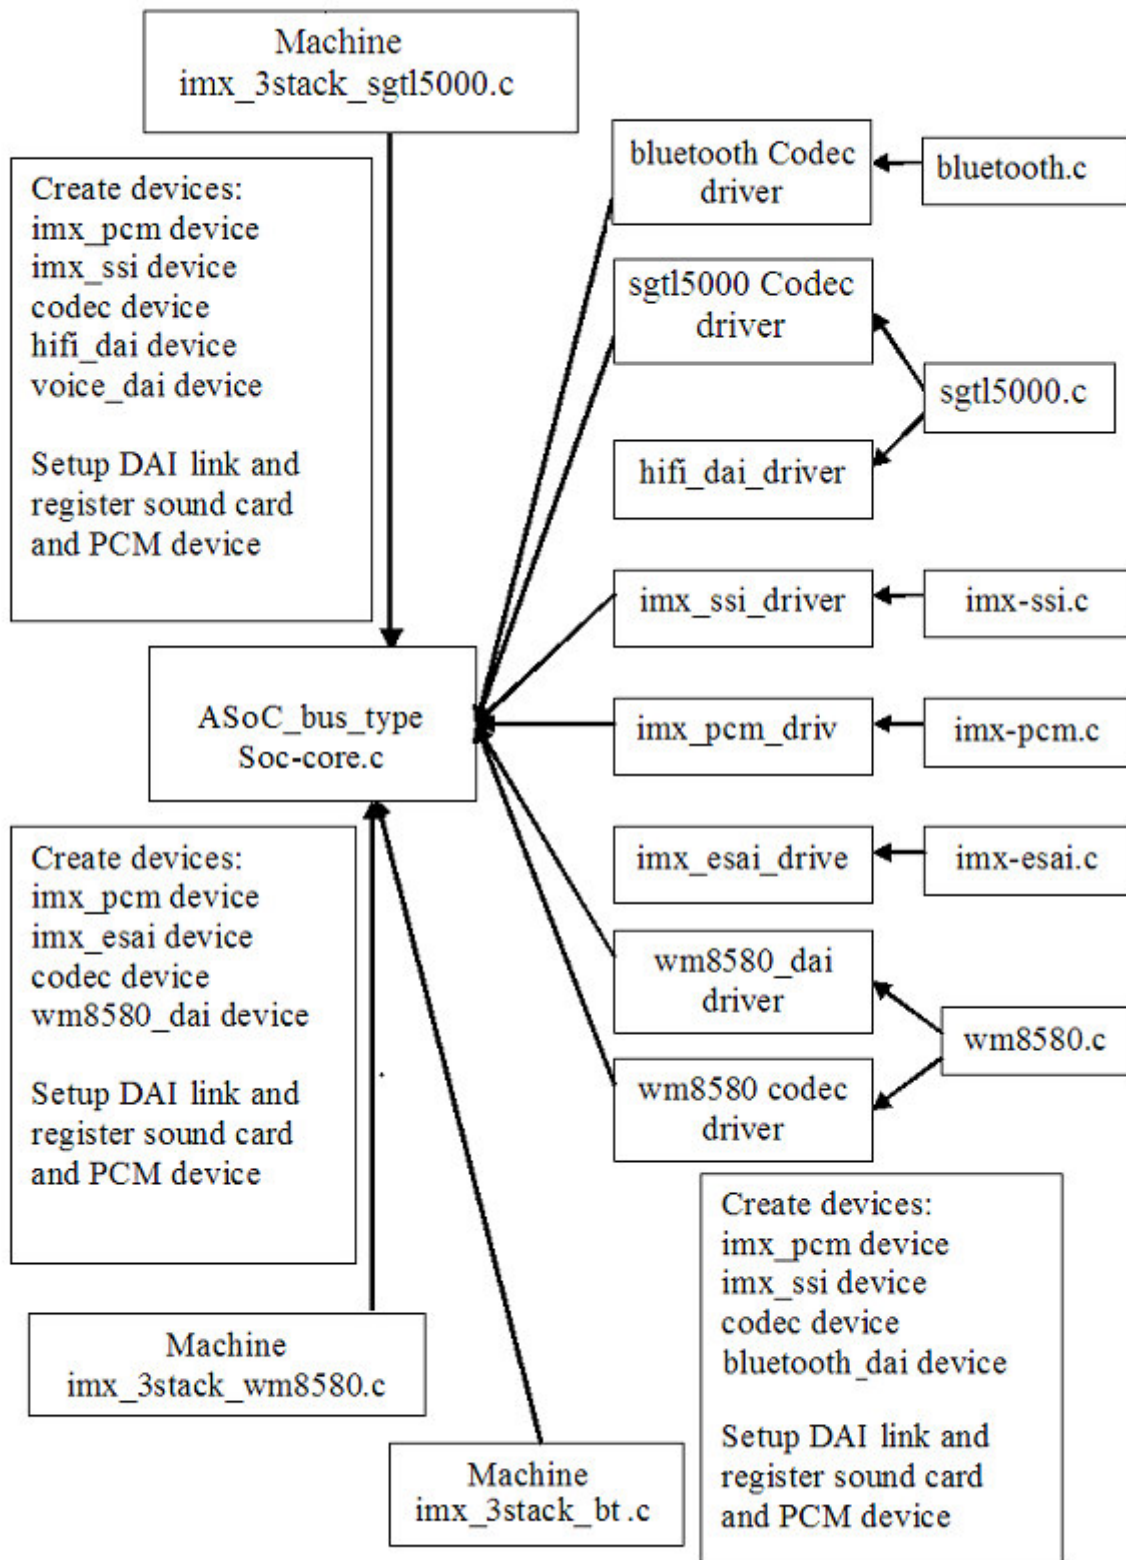 Machine
imx_3stack_sgtl5000.c
Create devices:
imx_pcm device
imx_ssi device
codec device
hifi_dai device
voice_dai device
Setup DAI link and
register sound card
and PCM device
bluetooth Codec
driver
bluetooth.c
sgtl5000 Codec
driver
sgtl5000.c
hifi_dai_driver
imx_ssi_driver
imx-ssi.c
ASoC_bus_type
Soc-core.c
imx_pcm_driv
imx-pcm.c
imx_esai_drive
imx-esai.c
Create devices:
imx_pcm device
imx_esai device
codec device
wm8580_dai device
Setup DAI link and
register sound card
and PCM device
wm8580_dai
driver
wm8580.c
wm8580 codec
driver
Machine
imx_3stack_wm8580.c
Machine
imx_3stack_bt .c
Create devices:
imx_pcm device
imx_ssi device
codec device
bluetooth_dai device
Setup DAI link and
register sound card
and PCM device